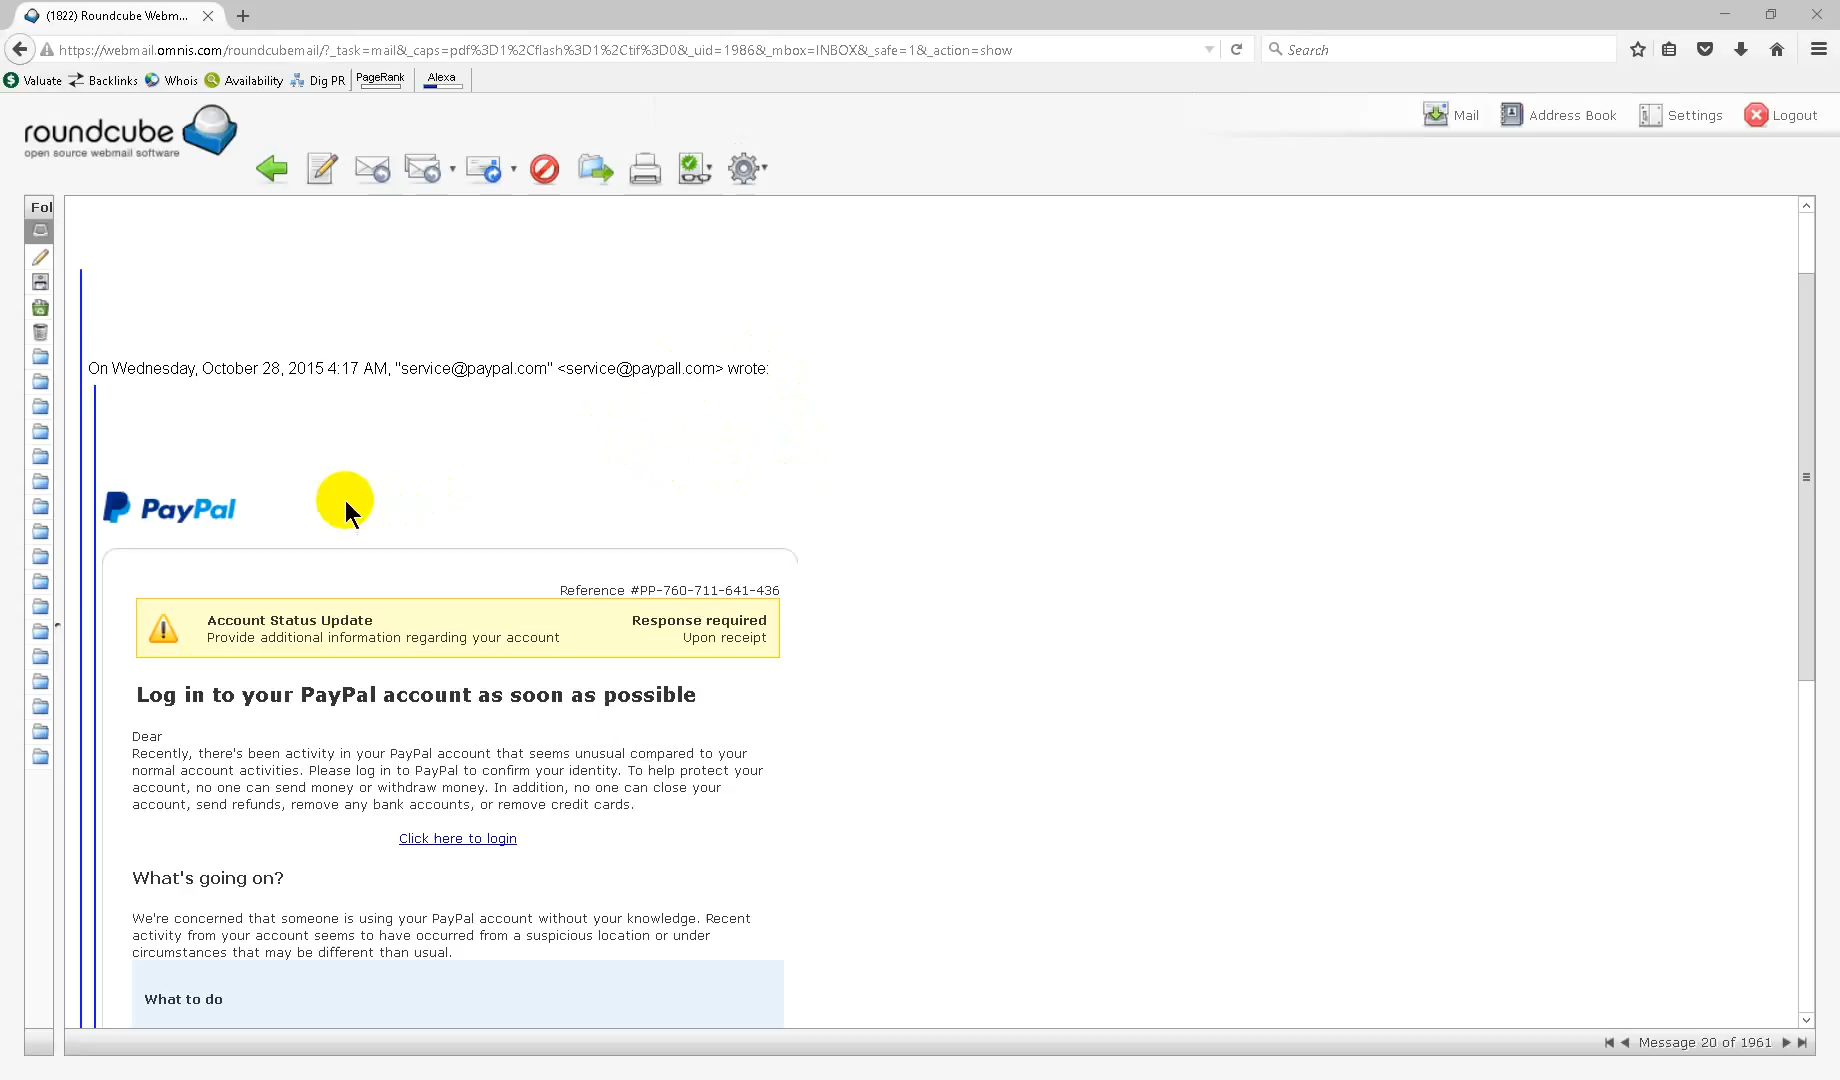 (1822) Roundcube Webm...
https://webmail.omnis.com/roundcubemail/?_task=mail&_caps=pdf%3D1%2Cflash%3D1%2Ctif%3D0&_uid=1986&_mbox=INBOX&_safe=1&_action=show
Search
Valuate Backlinks Whois Availability Dig PR PageRank Alexa
roundcube
open source webmail software
Mail Address Book Settings Logout
Fol
On Wednesday, October 28, 2015 4:17 AM, "service@paypal.com" <service@paypall.com> wrote:
PayPal
Reference #PP-760-711-641-436
Account Status Update Response required
Provide additional information regarding your account Upon receipt
Log in to your PayPal account as soon as possible
Dear
Recently, there's been activity in your PayPal account that seems unusual compared to your
normal account activities. Please log in to PayPal to confirm your identity. To help protect your
account, no one can send money or withdraw money. In addition, no one can close your
account, send refunds, remove any bank accounts, or remove credit cards.
Click here to login
What's going on?
We're concerned that someone is using your PayPal account without your knowledge. Recent
activity from your account seems to have occurred from a suspicious location or under
circumstances that may be different than usual.
What to do
Message 20 of 1961